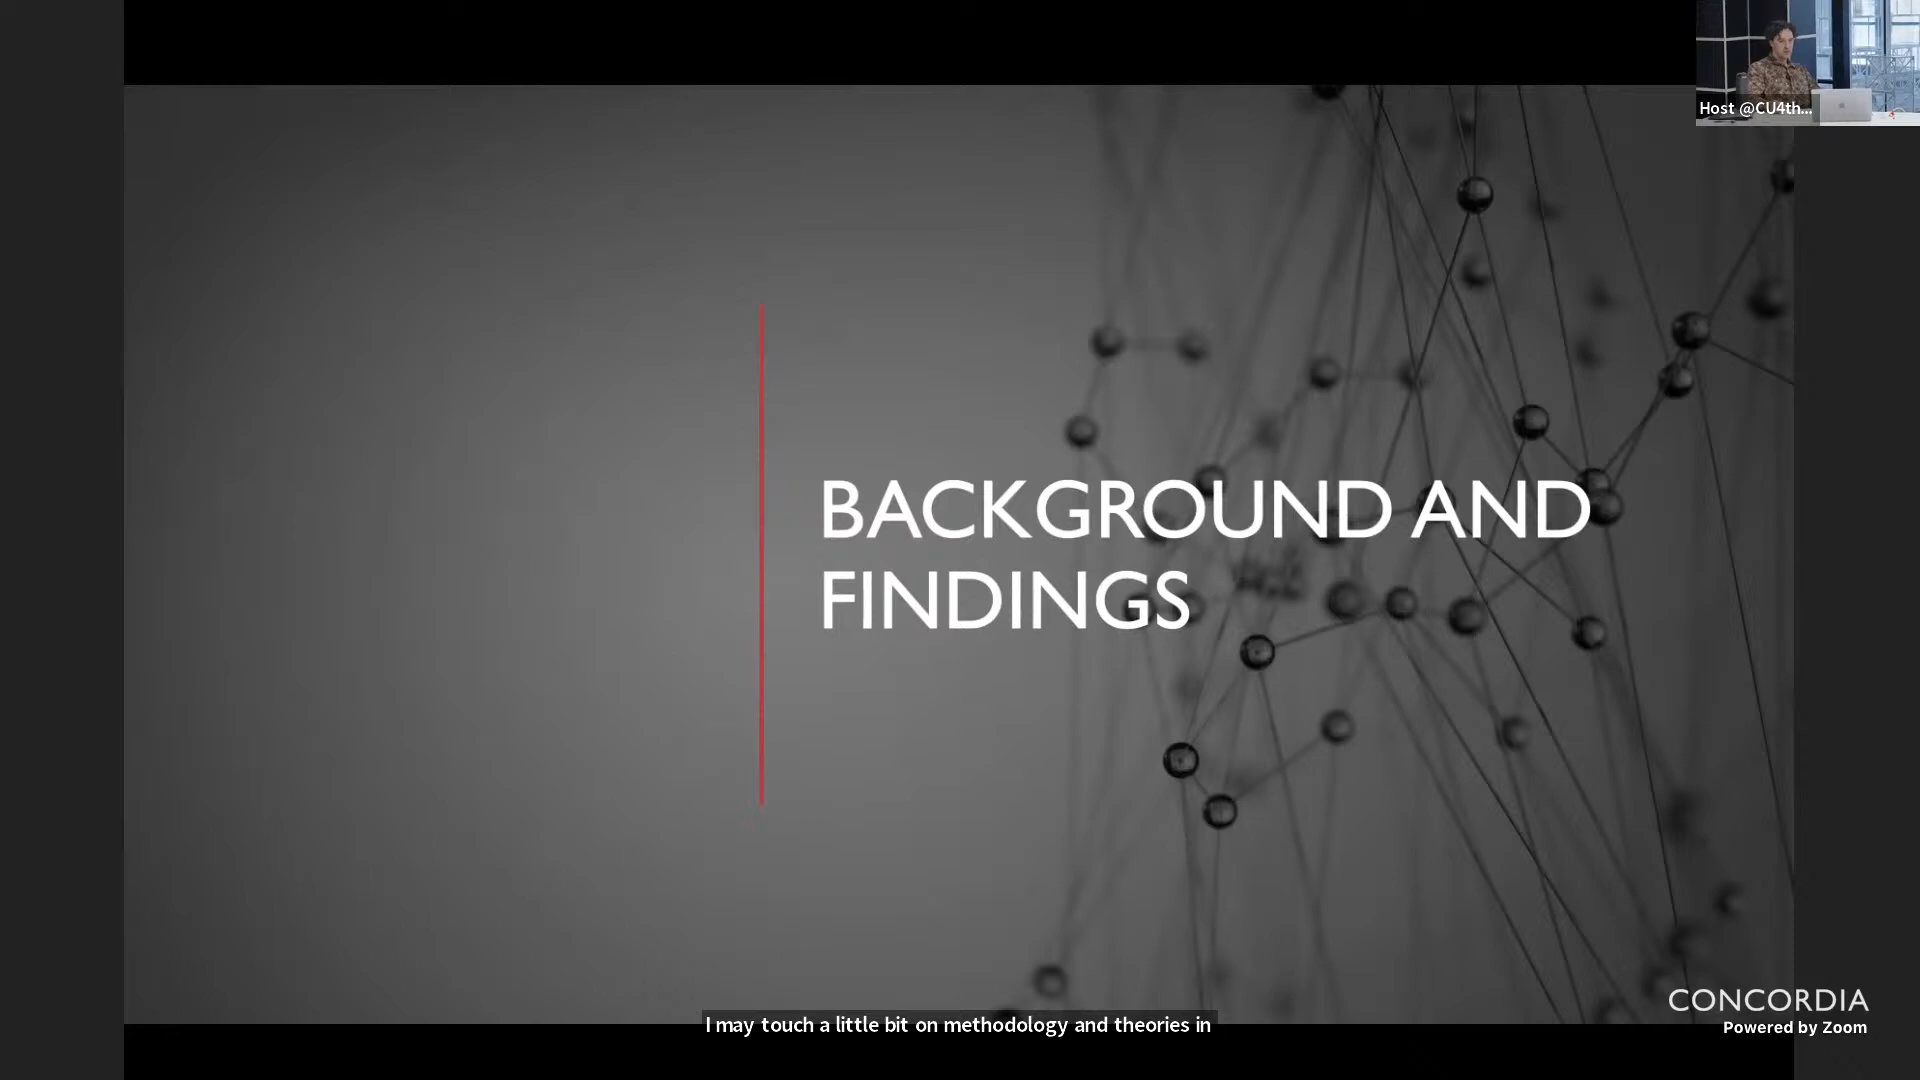 Host @CU4th...
BACKGROUND AND
FINDINGS
I may touch a little bit on methodology and theories in
CONCORDIA
Powered by Zoom